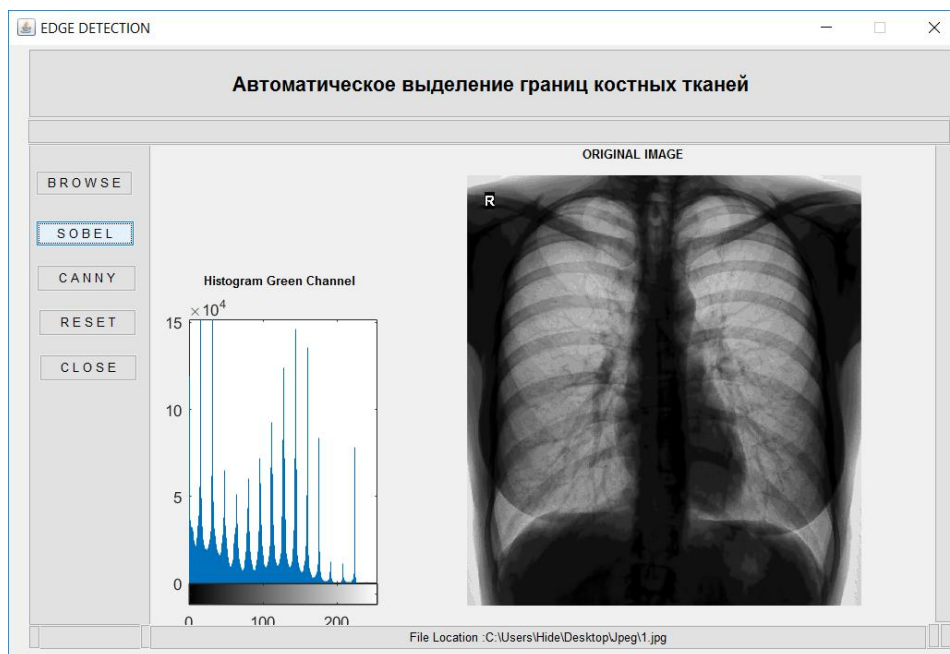 EDGE DETECTION
Автоматическое выделение границ костных тканей
BROWSE
SOBEL
CANNY
RESET
CLOSE
Histogram Green Channel
×10⁴
15
10
5
0
0 100 200
ORIGINAL IMAGE
R
File Location :C:\Users\Hide\Desktop\Jpeg\1.jpg